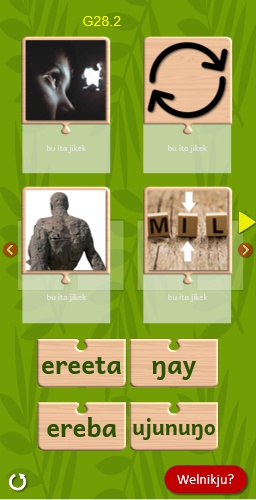 G28.2
bu ita jikek
bu ita jikek
MIL
bu ita jikek
bu ita jikek
ereeta
ŋay
ereba
ujunuŋo
Welnikju?